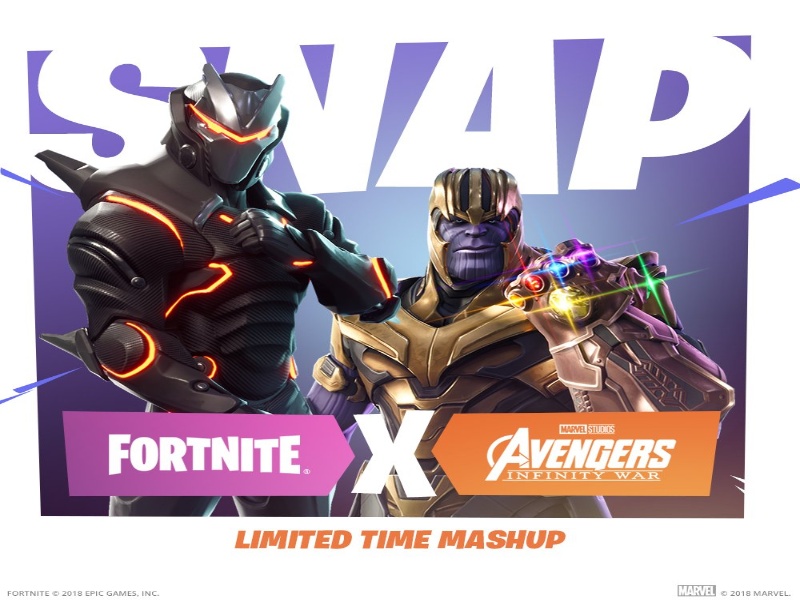 SNAP
FORTNITE®
X
MARVEL STUDIOS
AVENGERS
INFINITY WAR
LIMITED TIME MASHUP
FORTNITE © 2018 EPIC GAMES, INC.
MARVEL © 2018 MARVEL.